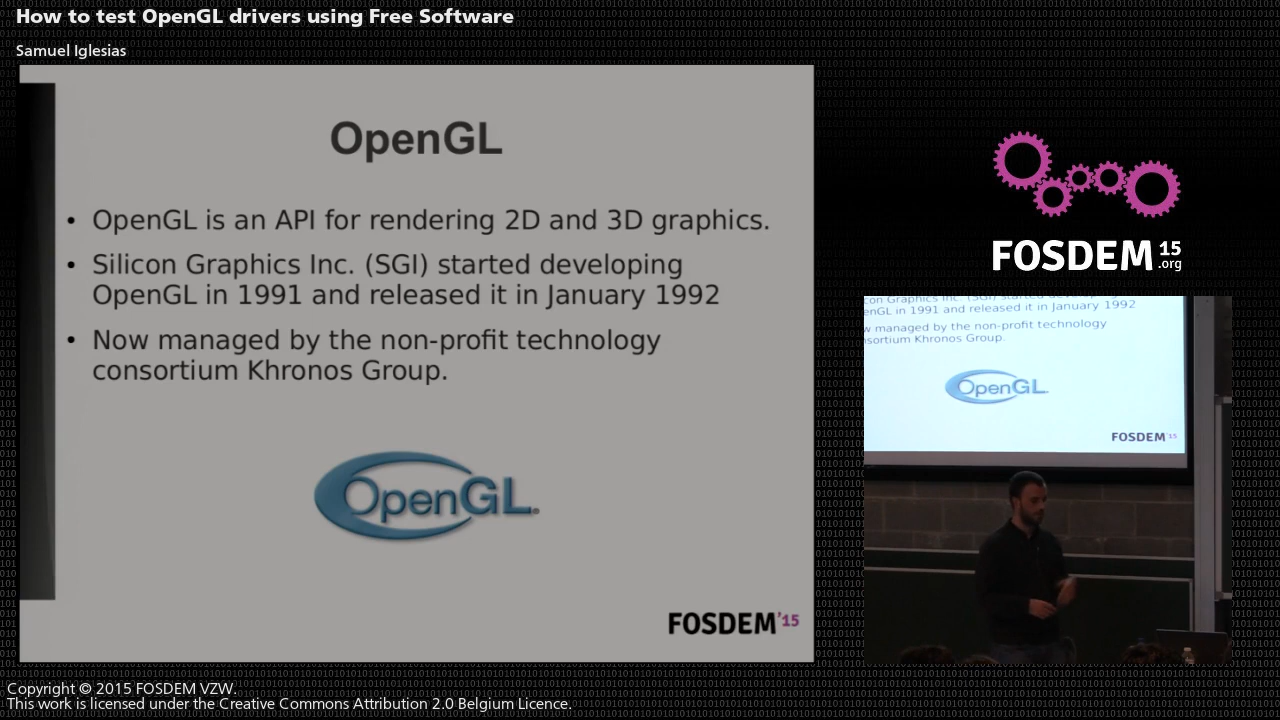 How to test OpenGL drivers using Free Software
Samuel Iglesias
OpenGL
• OpenGL is an API for rendering 2D and 3D graphics.
• Silicon Graphics Inc. (SGI) started developing
OpenGL in 1991 and released it in January 1992
• Now managed by the non-profit technology
consortium Khronos Group.
OpenGL
FOSDEM'15
FOSDEM 15
.org
enGL in 1991 and released it in January 1992
w managed by the non-profit technology
sortium Khronos Group.
OpenGL
FOSDEM'15
Copyright © 2015 FOSDEM VZW.
This work is licensed under the Creative Commons Attribution 2.0 Belgium Licence.